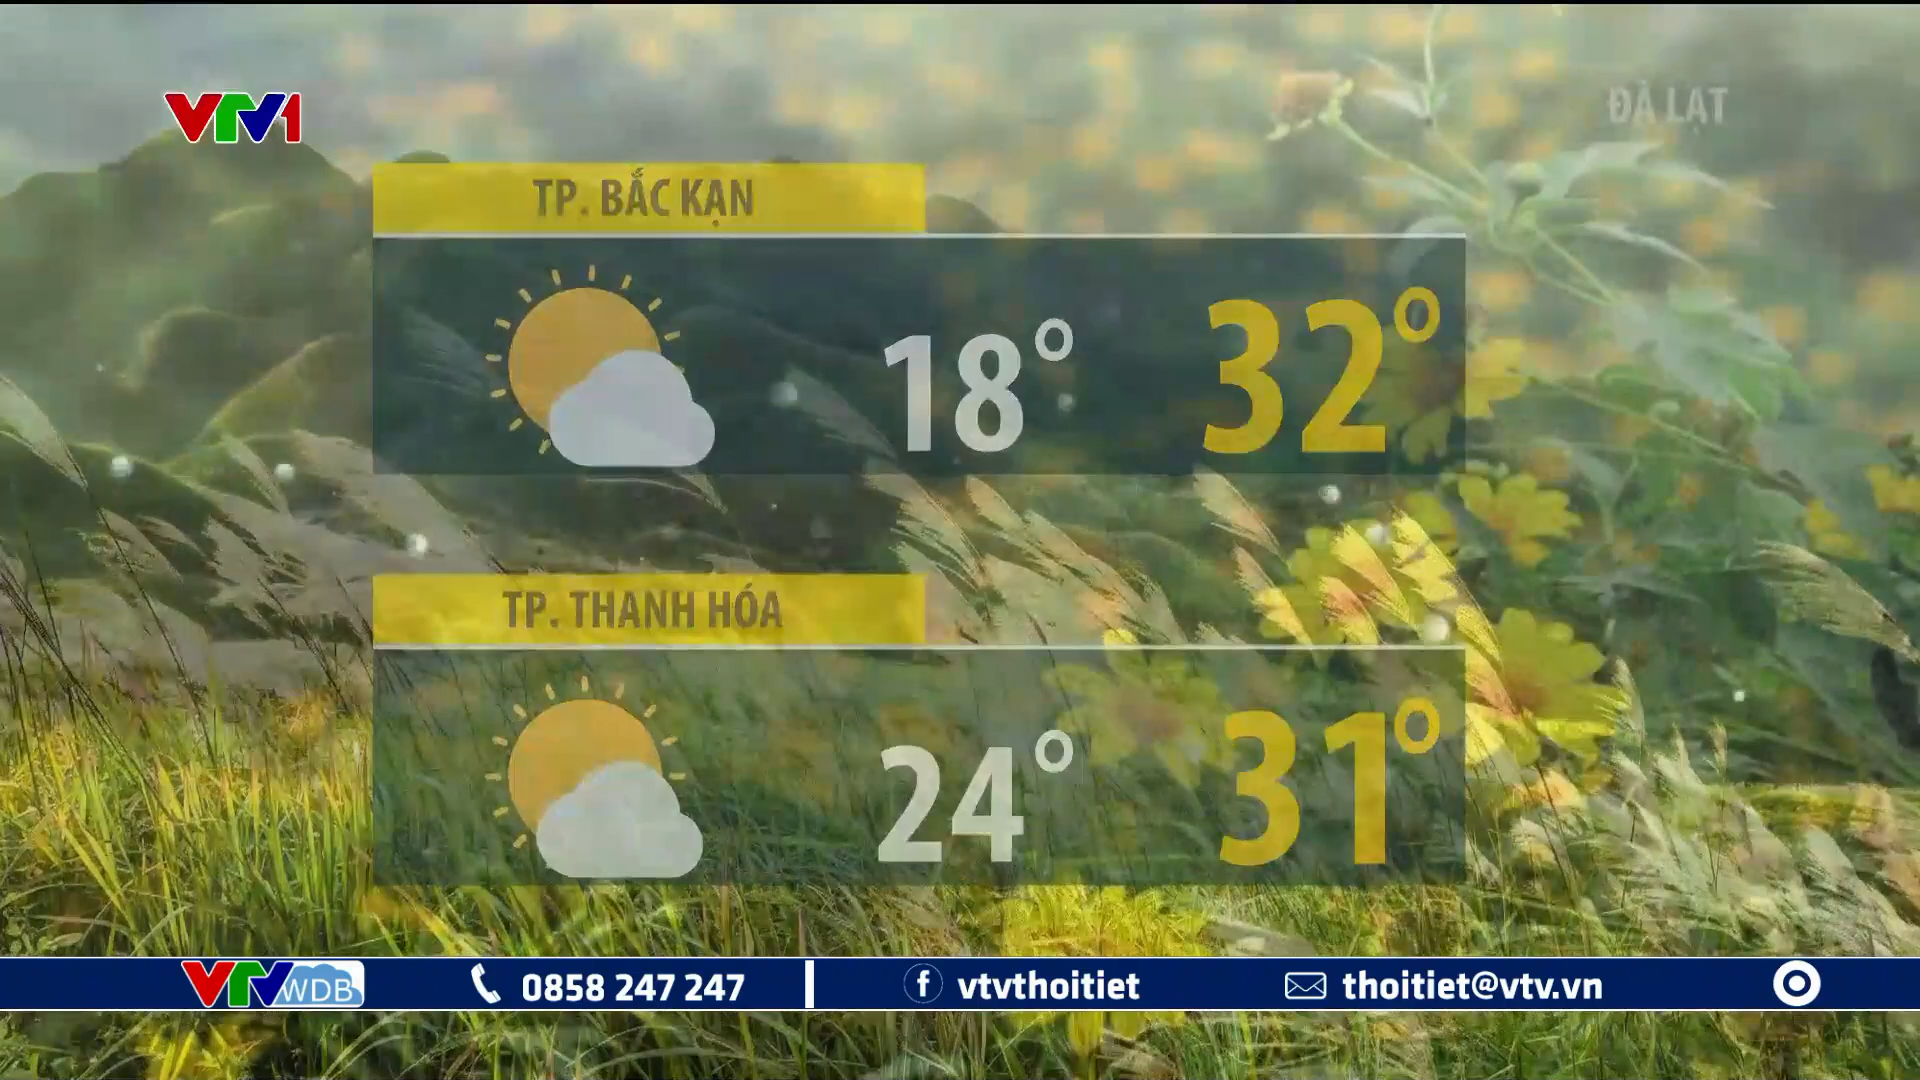 VTV1
ĐÀ LẠT
TP. BẮC KẠN
18° 32°
TP. THANH HÓA
24° 31°
VTV WDB 0858 247 247 vtvthoitiet thoitiet@vtv.vn